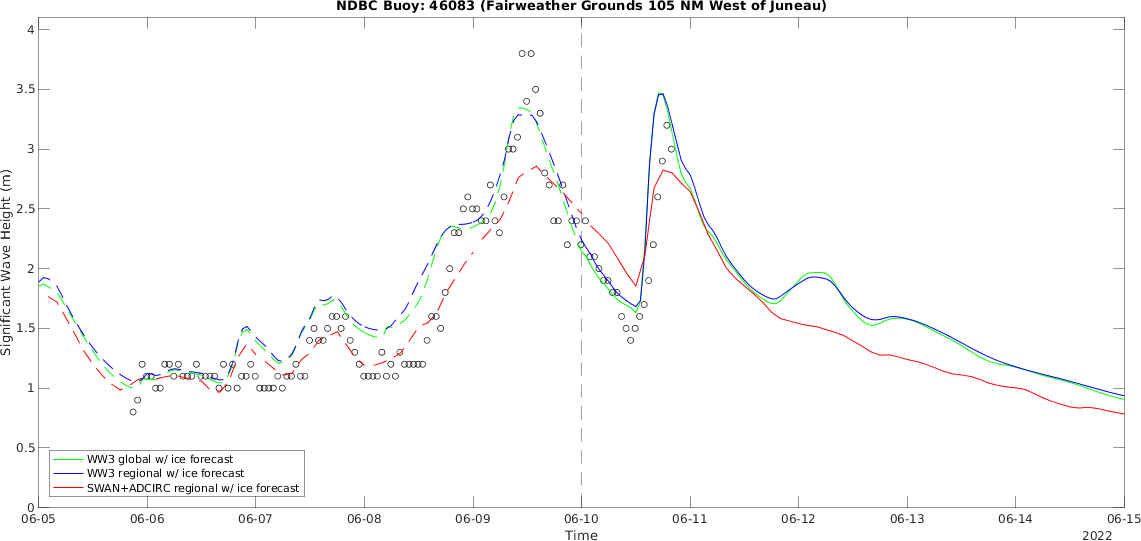 NDBC Buoy: 46083 (Fairweather Grounds 105 NM West of Juneau)
4
3.5
3
2.5
2
1.5
1
0.5
0
Significant Wave Height (m)
WW3 global w/ ice forecast
WW3 regional w/ ice forecast
SWAN+ADCIRC regional w/ ice forecast
06-05 06-06 06-07 06-08 06-09 06-10 06-11 06-12 06-13 06-14 06-15
Time
2022